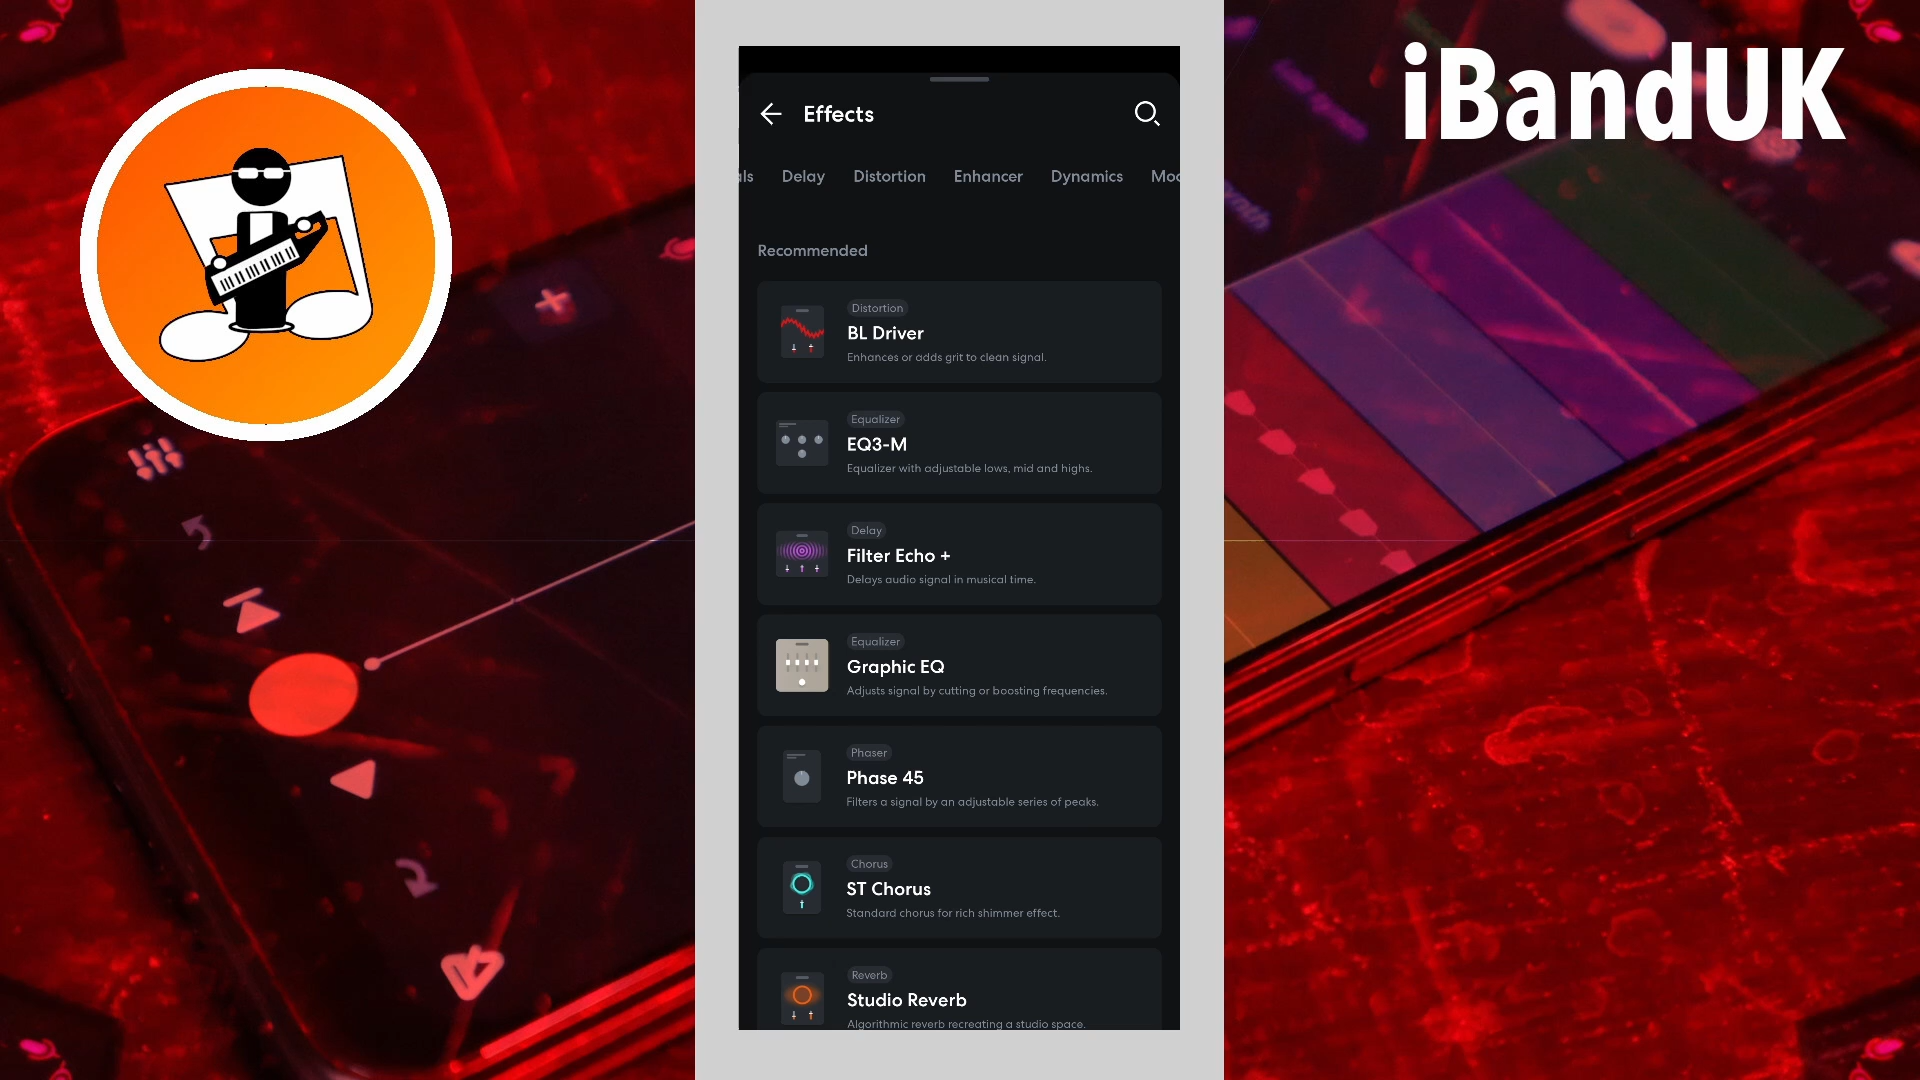 iBandUK
Effects
Delay Distortion Enhancer Dynamics
Recommended
Distortion
BL Driver
Enhances or adds grit to clean signal.
Equalizer
EQ3-M
Equalizer with adjustable lows, mid and highs.
Delay
Filter Echo +
Delays audio signal in musical time.
Equalizer
Graphic EQ
Adjusts signal by cutting or boosting frequencies.
Phaser
Phase 45
Filters a signal by an adjustable series of peaks.
Chorus
ST Chorus
Standard chorus for rich shimmer effect.
Reverb
Studio Reverb
Algorithmic reverb recreating a studio space.